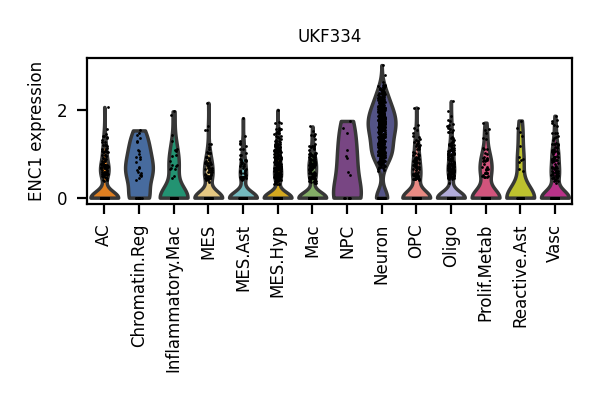 UKF334
ENC1 expression
2
0
AC
Chromatin.Reg
Inflammatory.Mac
MES
MES.Ast
MES.Hyp
Mac
NPC
Neuron
OPC
Oligo
Prolif.Metab
Reactive.Ast
Vasc